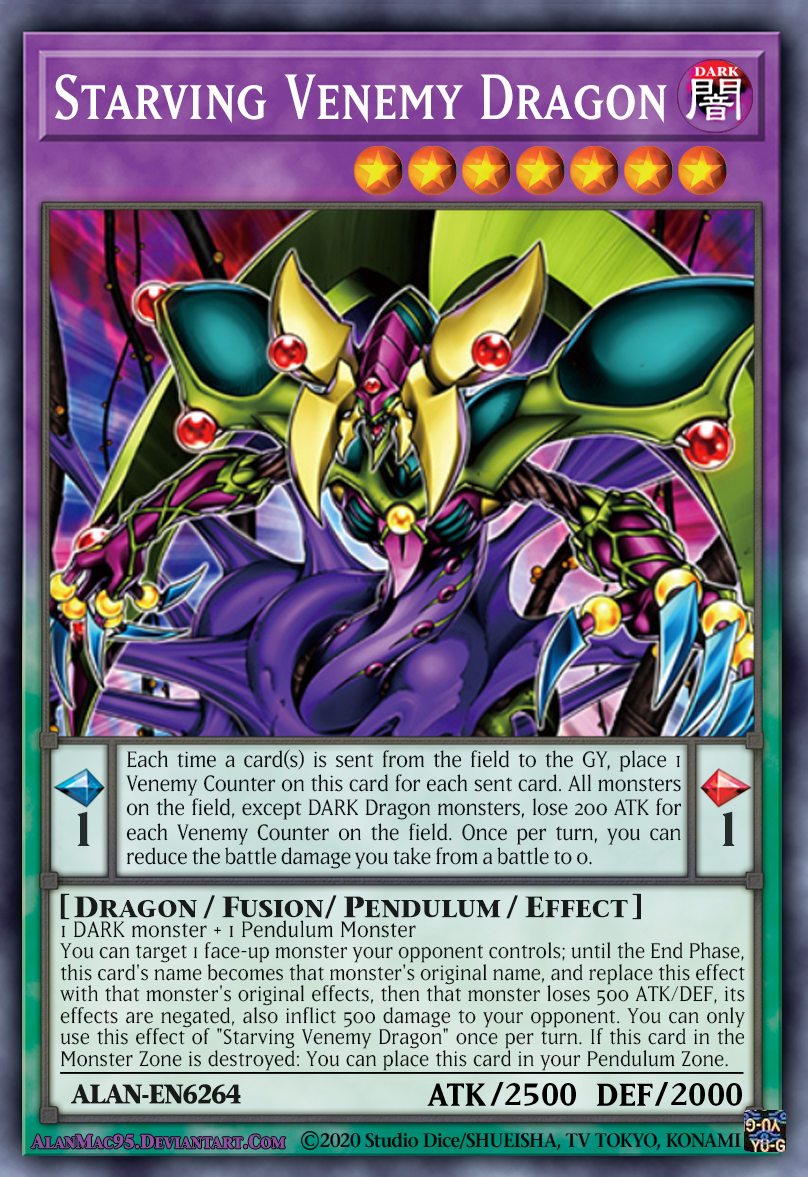 STARVING VENEMY DRAGON
DARK
闇
Each time a card(s) is sent from the field to the GY, place 1
Venemy Counter on this card for each sent card. All monsters
on the field, except DARK Dragon monsters, lose 200 ATK for
each Venemy Counter on the field. Once per turn, you can
reduce the battle damage you take from a battle to 0.
1
1
[ DRAGON / FUSION/ PENDULUM / EFFECT ]
1 DARK monster + 1 Pendulum Monster
You can target 1 face-up monster your opponent controls; until the End Phase,
this card's name becomes that monster's original name, and replace this effect
with that monster's original effects, then that monster loses 500 ATK/DEF, its
effects are negated, also inflict 500 damage to your opponent. You can only
use this effect of "Starving Venemy Dragon" once per turn. If this card in the
Monster Zone is destroyed: You can place this card in your Pendulum Zone.
ALAN-EN6264
ATK/2500 DEF/2000
ALANMAC95.DEVIANTART.COM
©2020 Studio Dice/SHUEISHA, TV TOKYO, KONAMI